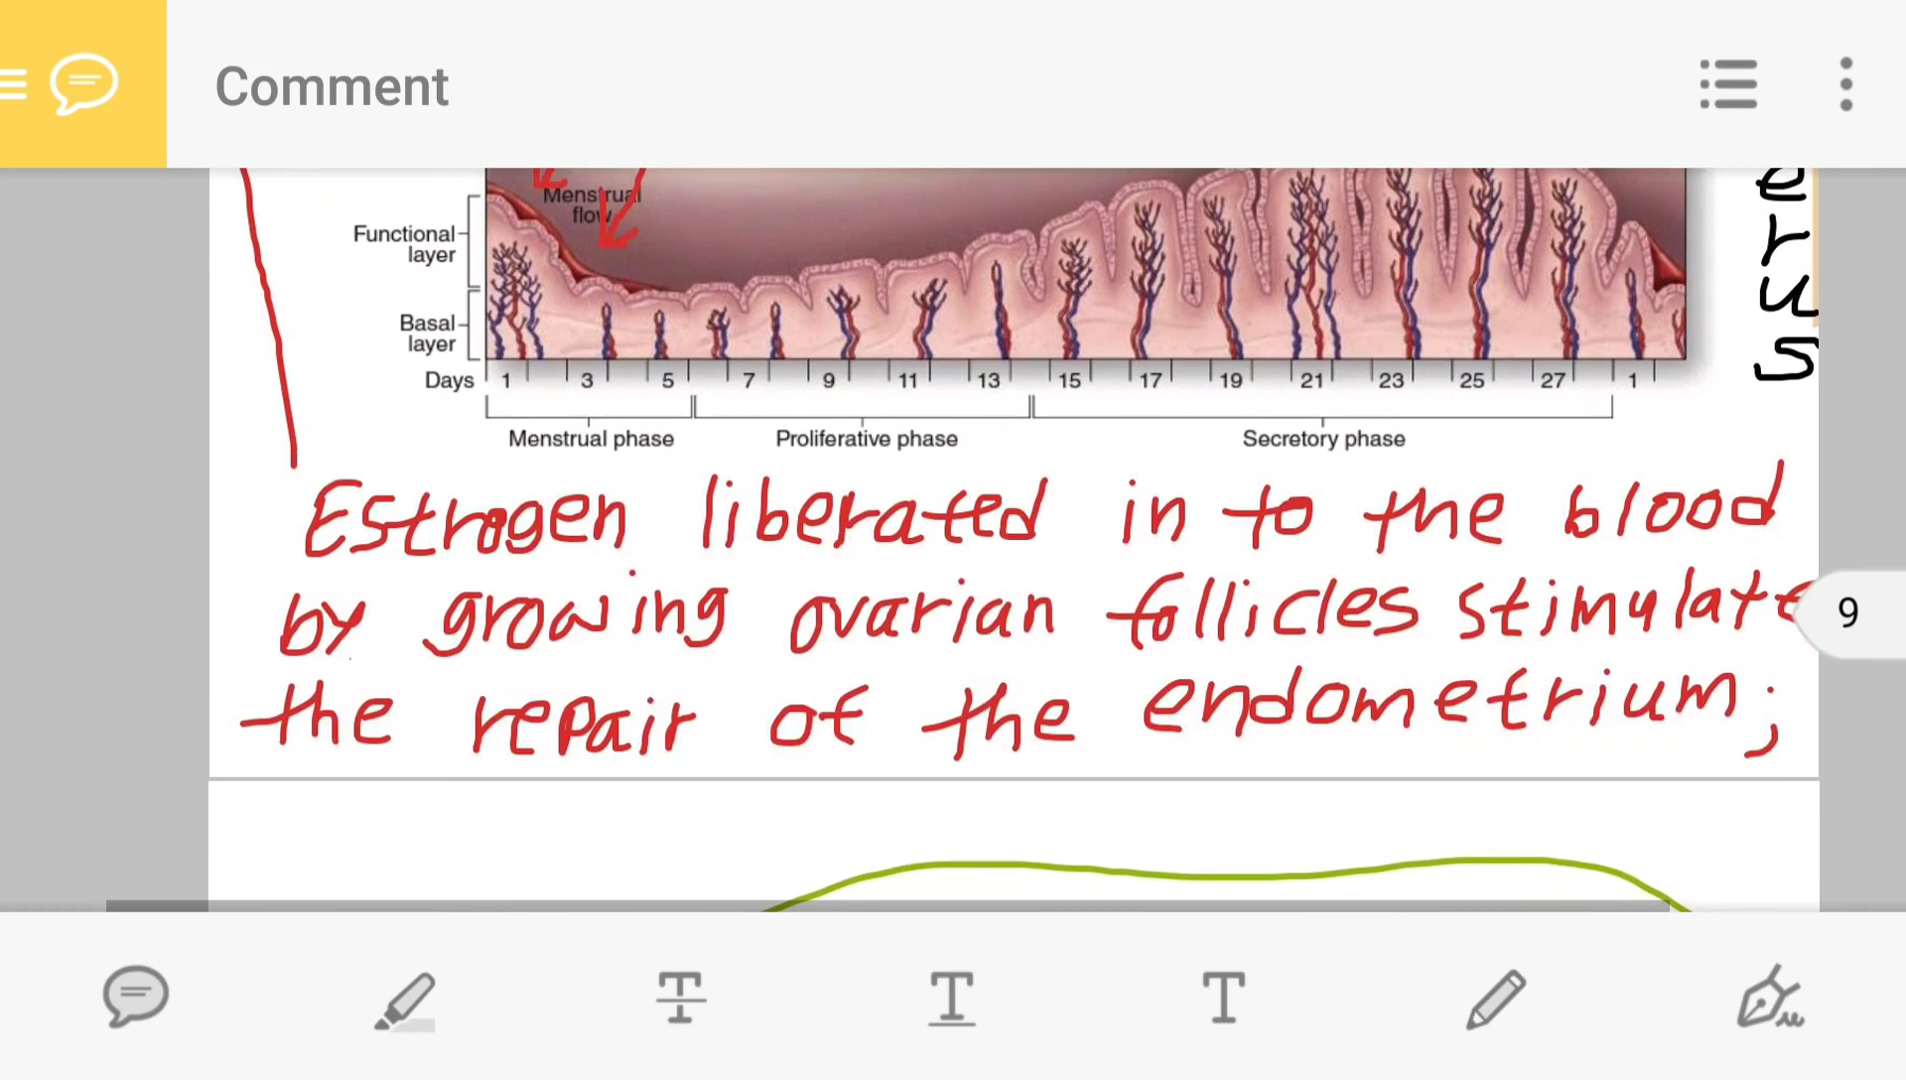 Comment
Menstrual
flow
Functional
layer
Basal
layer
Days 1 3 5 7 9 11 13 15 17 19 21 23 25 27 1
Menstrual phase Proliferative phase Secretory phase
e
r
u
s
Estrogen liberated in to the blood
by growing ovarian follicles stimulate
the repair of the endometrium;
9